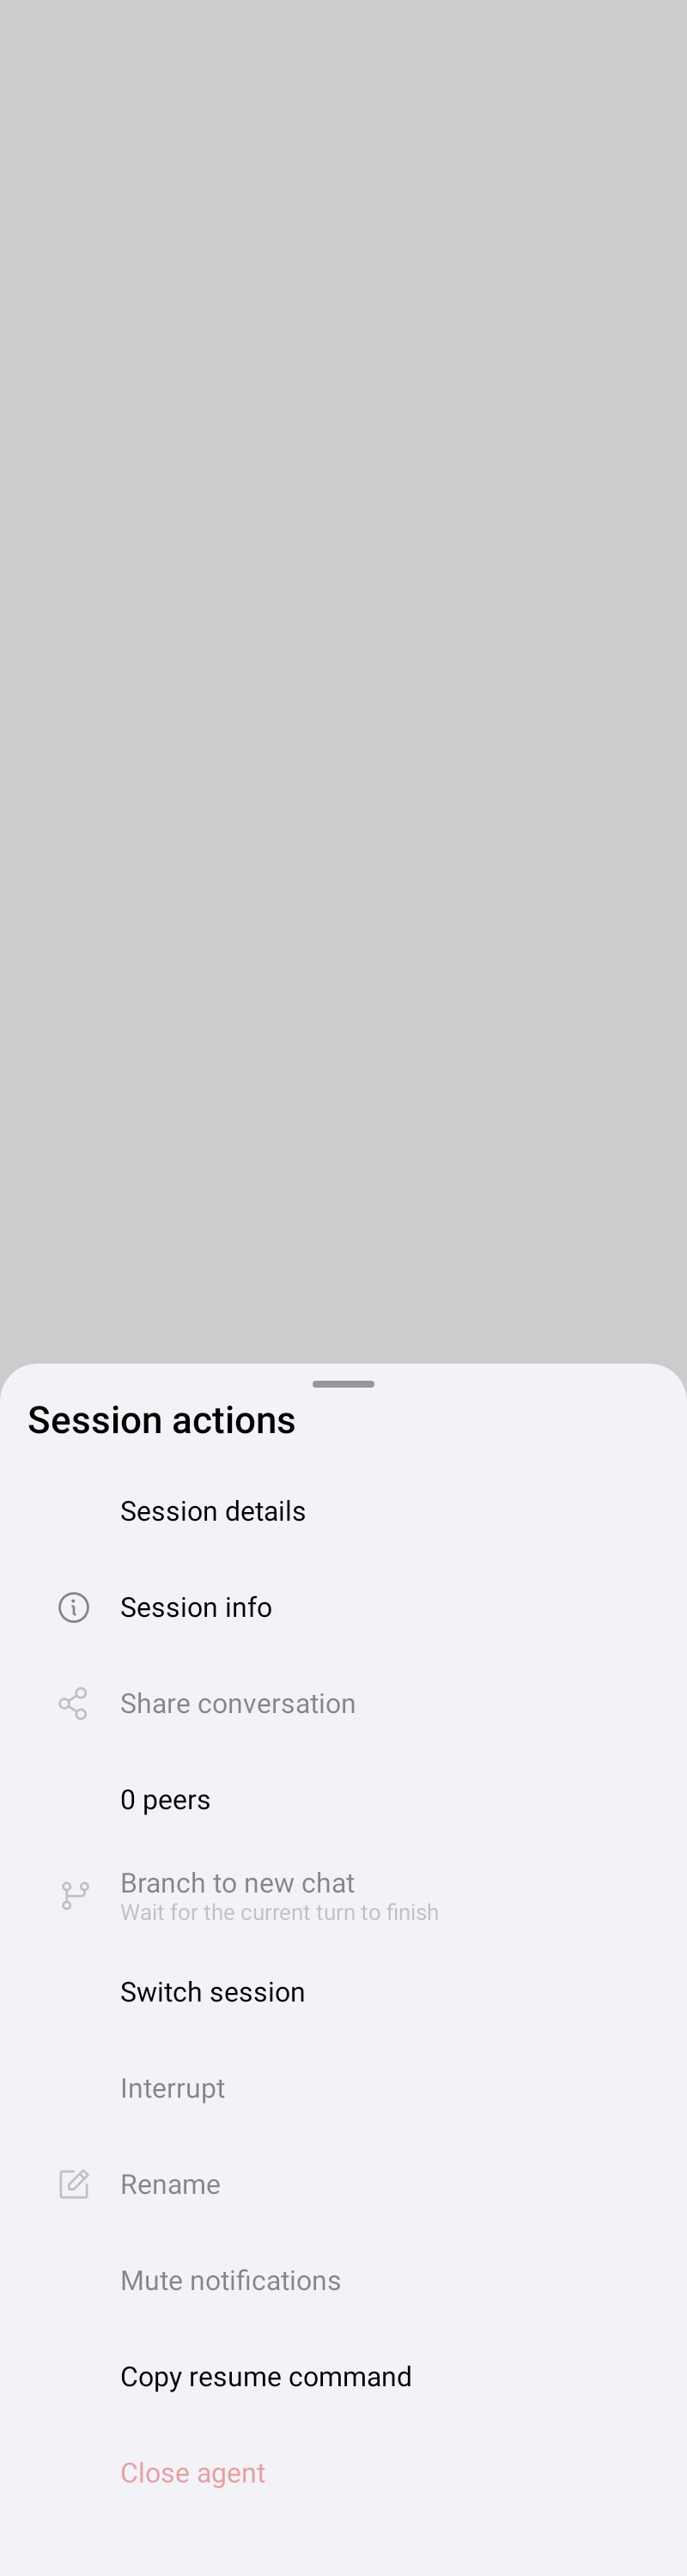 Session actions
Session details
Session info
Share conversation
0 peers
Branch to new chat
Wait for the current turn to finish
Switch session
Interrupt
Rename
Mute notifications
Copy resume command
Close agent